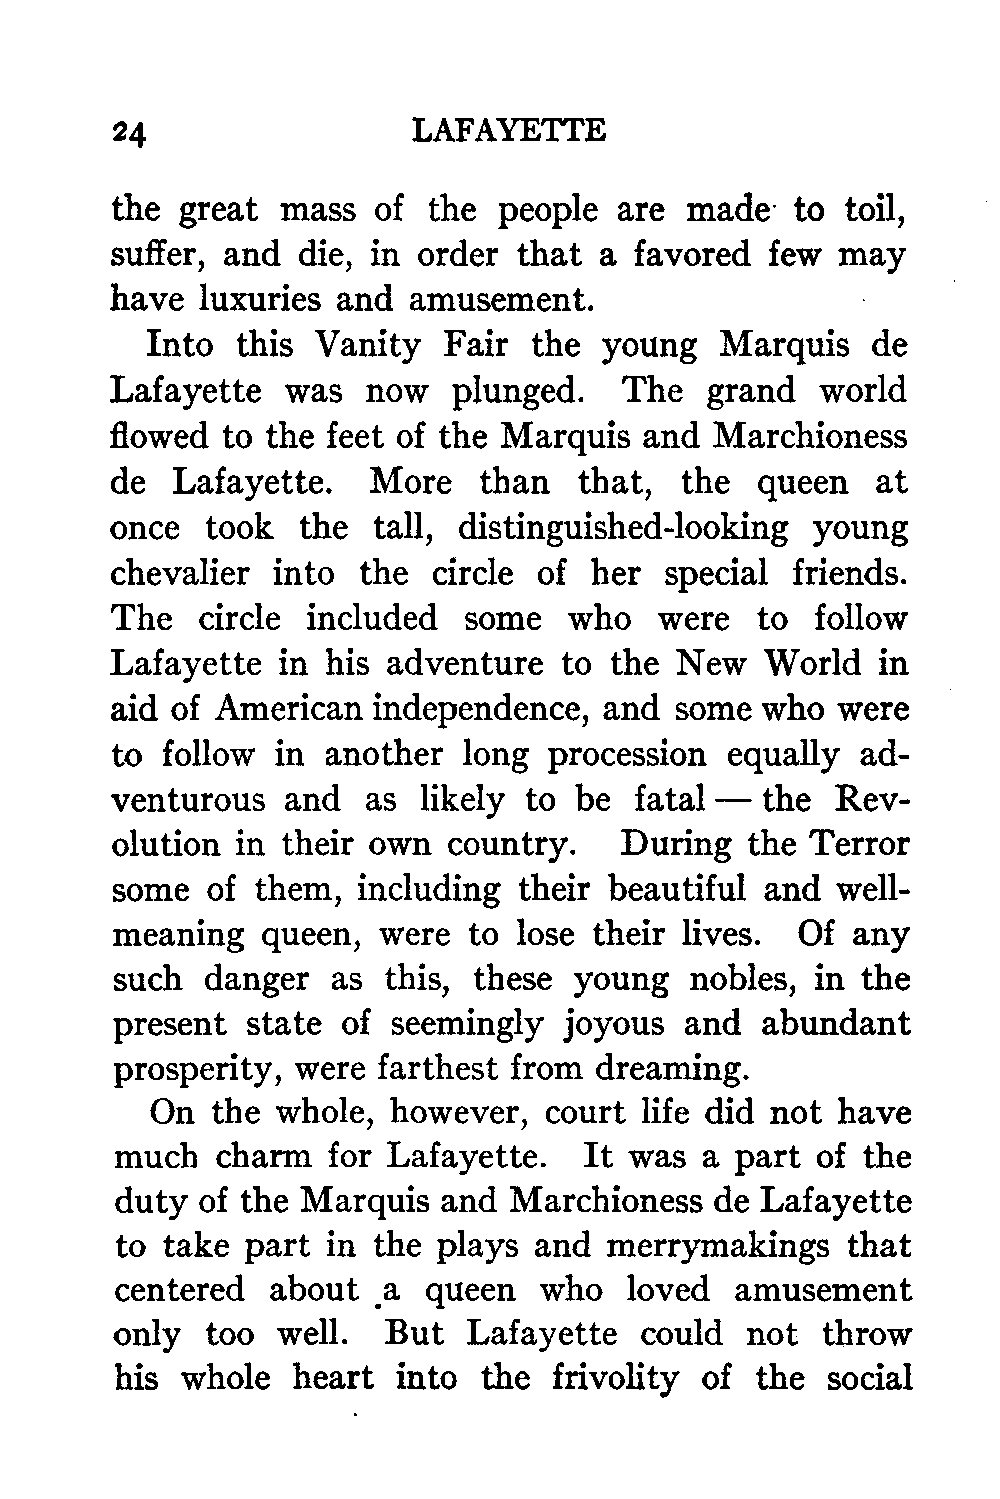 24 LAFAYETTE
the great mass of the people are made to toil,
suffer, and die, in order that a favored few may
have luxuries and amusement.
Into this Vanity Fair the young Marquis de
Lafayette was now plunged. The grand world
flowed to the feet of the Marquis and Marchioness
de Lafayette. More than that, the queen at
once took the tall, distinguished-looking young
chevalier into the circle of her special friends.
The circle included some who were to follow
Lafayette in his adventure to the New World in
aid of American independence, and some who were
to follow in another long procession equally ad-
venturous and as likely to be fatal — the Rev-
olution in their own country. During the Terror
some of them, including their beautiful and well-
meaning queen, were to lose their lives. Of any
such danger as this, these young nobles, in the
present state of seemingly joyous and abundant
prosperity, were farthest from dreaming.
On the whole, however, court life did not have
much charm for Lafayette. It was a part of the
duty of the Marquis and Marchioness de Lafayette
to take part in the plays and merrymakings that
centered about a queen who loved amusement
only too well. But Lafayette could not throw
his whole heart into the frivolity of the social